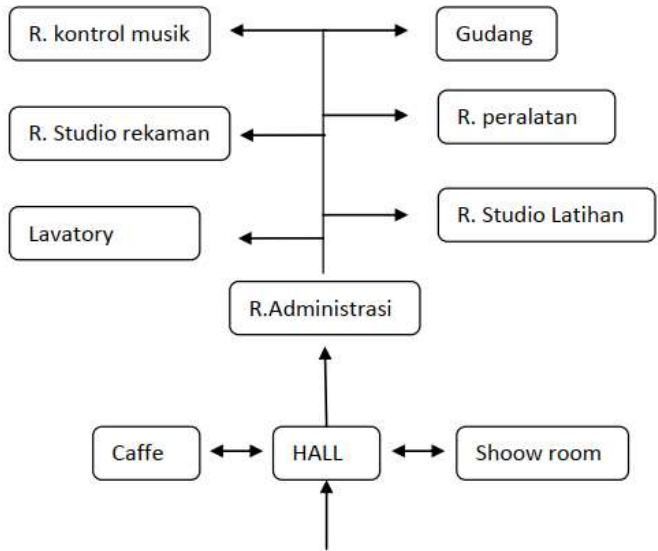 R. kontrol musik
Gudang
R. peralatan
R. Studio rekaman
R. Studio Latihan
Lavatory
R.Administrasi
Caffe
HALL
Shoow room